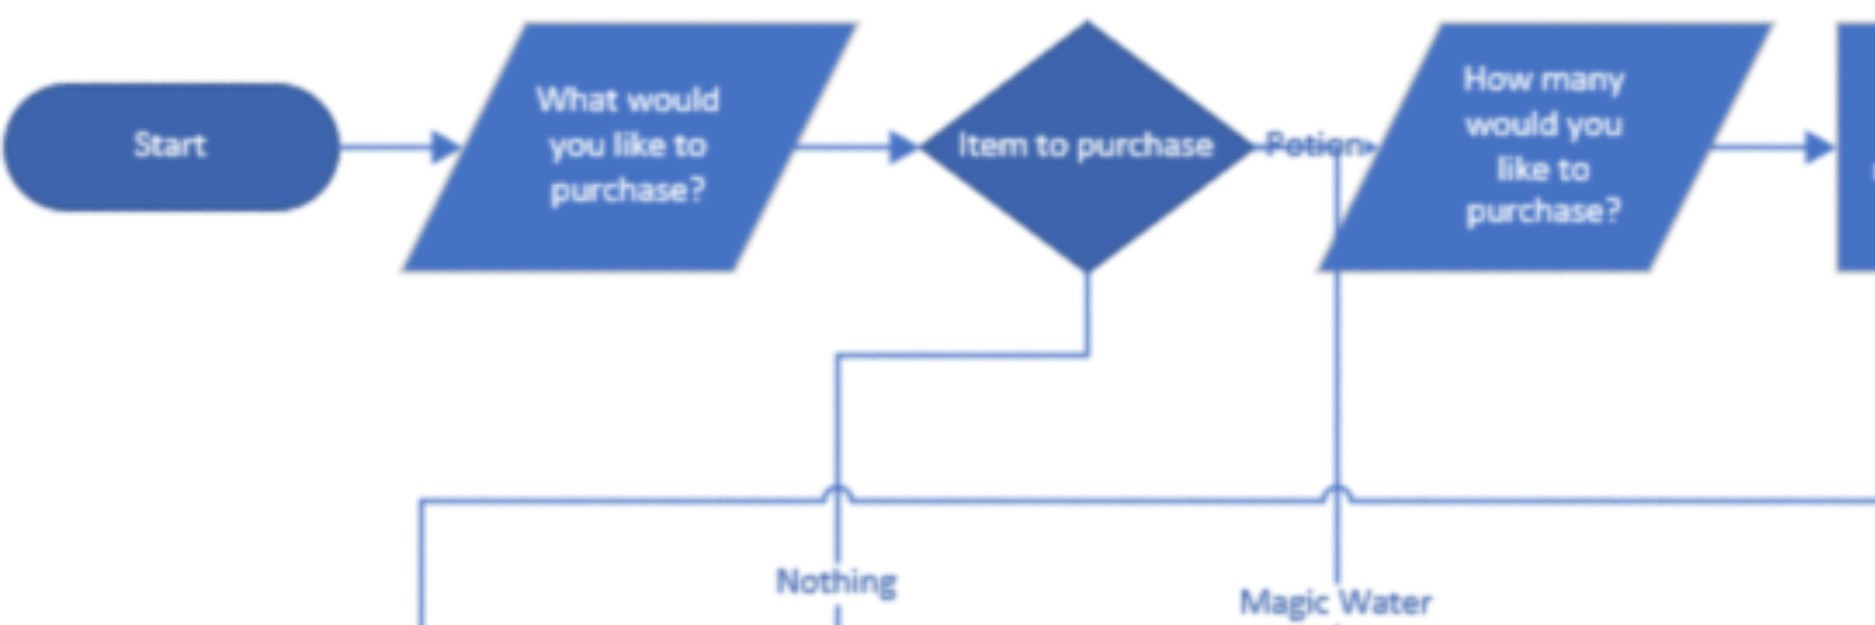 Start
What would
you like to
purchase?
Item to purchase
Potion
How many
would you
like to
purchase?
Nothing
Magic Water